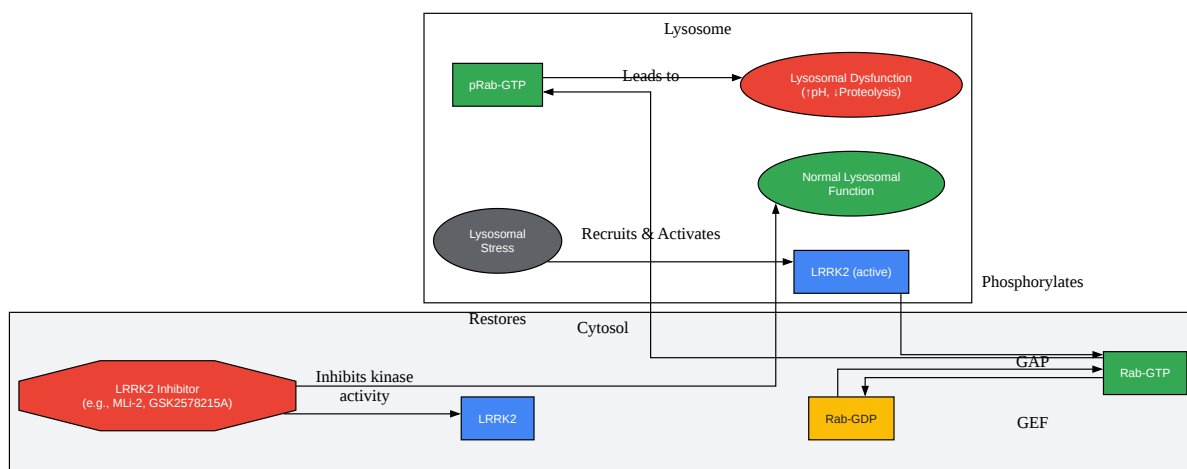 Lysosome
pRab-GTP
Leads to
Lysosomal Dysfunction
(↑pH, ↓Proteolysis)
Normal Lysosomal
Function
Lysosomal
Stress
Recruits & Activates
LRRK2 (active)
Phosphorylates
Restores
Cytosol
LRRK2 Inhibitor
(e.g., MLi-2, GSK2578215A)
Inhibits kinase
activity
LRRK2
GAP
Rab-GTP
Rab-GDP
GEF